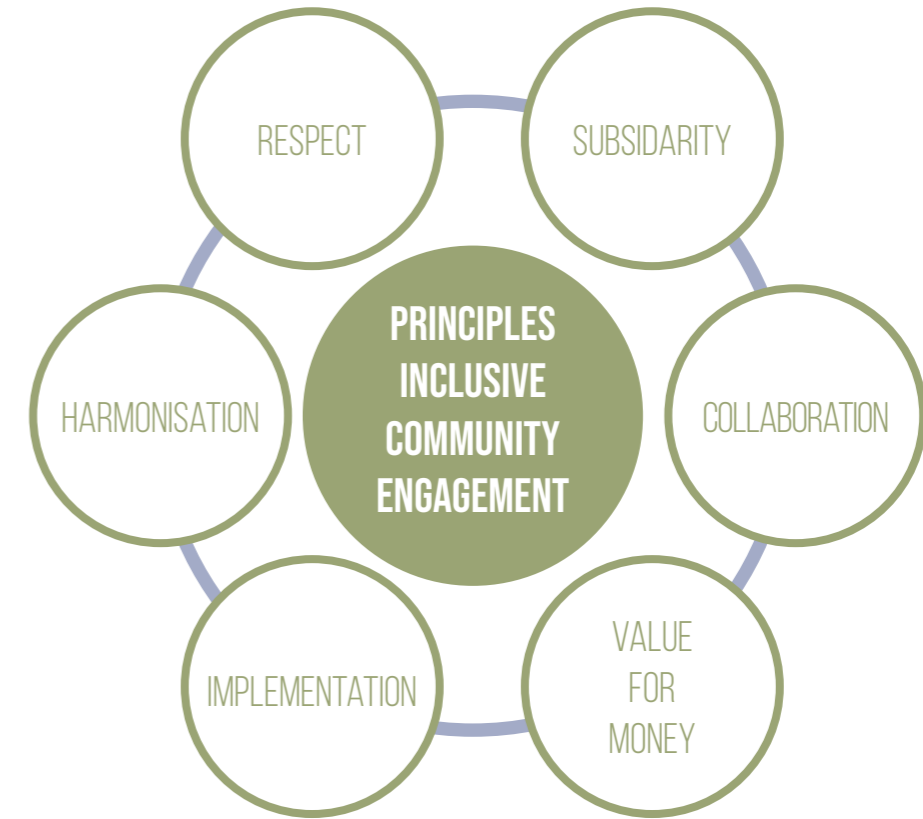 RESPECT
SUBSIDARITY
PRINCIPLES
INCLUSIVE
COMMUNITY
ENGAGEMENT
HARMONISATION
COLLABORATION
IMPLEMENTATION
VALUE
FOR
MONEY